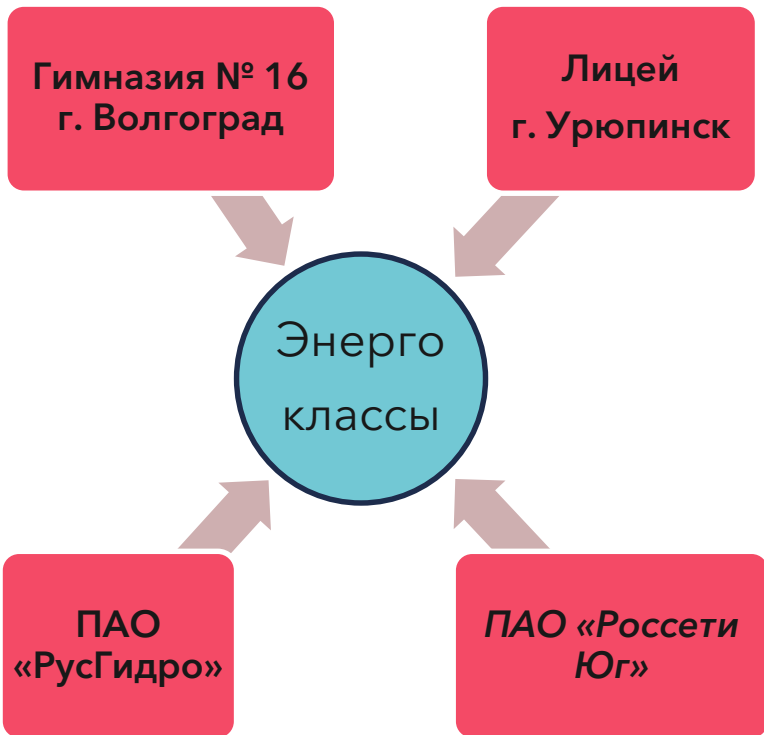 Гимназия № 16
г. Волгоград
Лицей
г. Урюпинск
Энерго
классы
ПАО
«РусГидро»
ПАО «Россети
Юг»